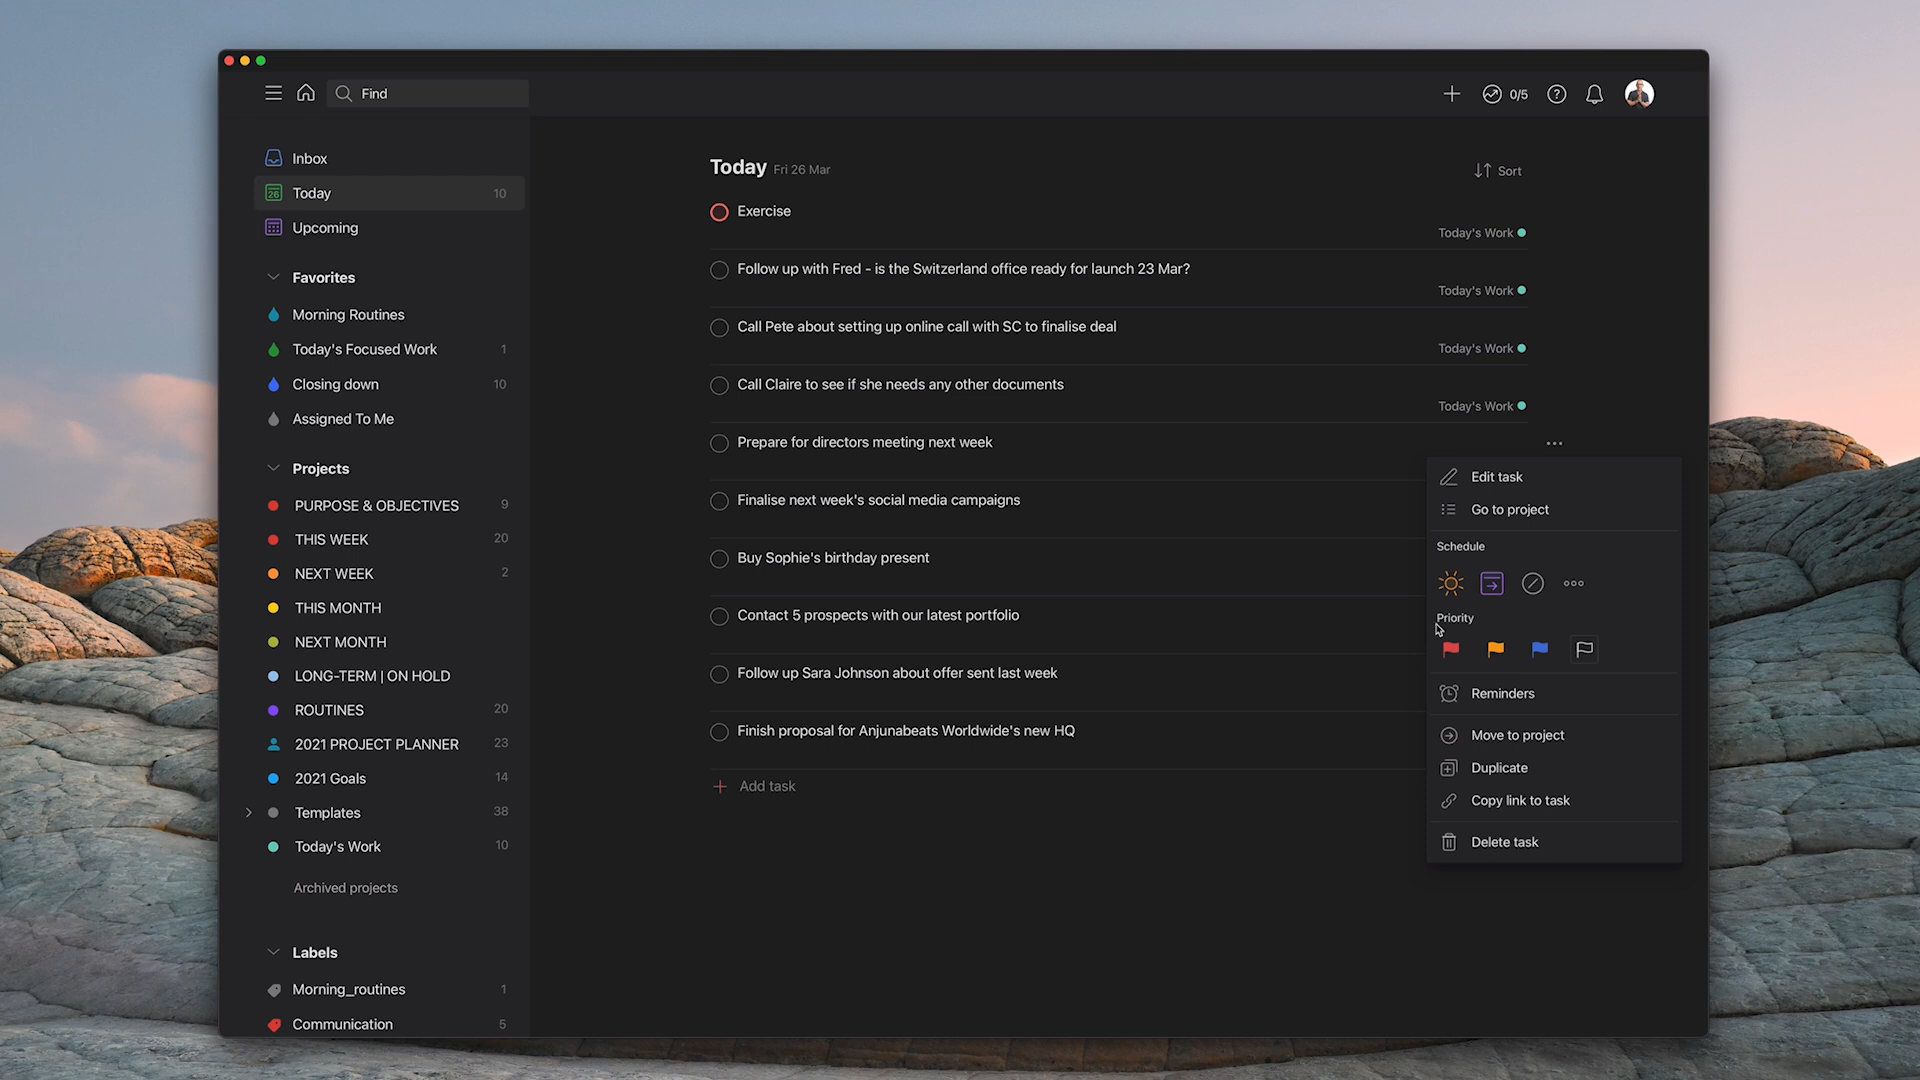 Find
0/5
Inbox
26 Today 10
Upcoming
Favorites
Morning Routines
Today's Focused Work 1
Closing down 10
Assigned To Me
Projects
PURPOSE & OBJECTIVES 9
THIS WEEK 20
NEXT WEEK 2
THIS MONTH
NEXT MONTH
LONG-TERM | ON HOLD
ROUTINES 20
2021 PROJECT PLANNER 23
2021 Goals 14
Templates 38
Today's Work 10
Archived projects
Labels
Morning_routines 1
Communication 5
Today Fri 26 Mar
Sort
Exercise
Today's Work
Follow up with Fred - is the Switzerland office ready for launch 23 Mar?
Today's Work
Call Pete about setting up online call with SC to finalise deal
Today's Work
Call Claire to see if she needs any other documents
Today's Work
Prepare for directors meeting next week
Finalise next week's social media campaigns
Buy Sophie's birthday present
Contact 5 prospects with our latest portfolio
Follow up Sara Johnson about offer sent last week
Finish proposal for Anjunabeats Worldwide's new HQ
Add task
Edit task
Go to project
Schedule
Priority
Reminders
Move to project
Duplicate
Copy link to task
Delete task